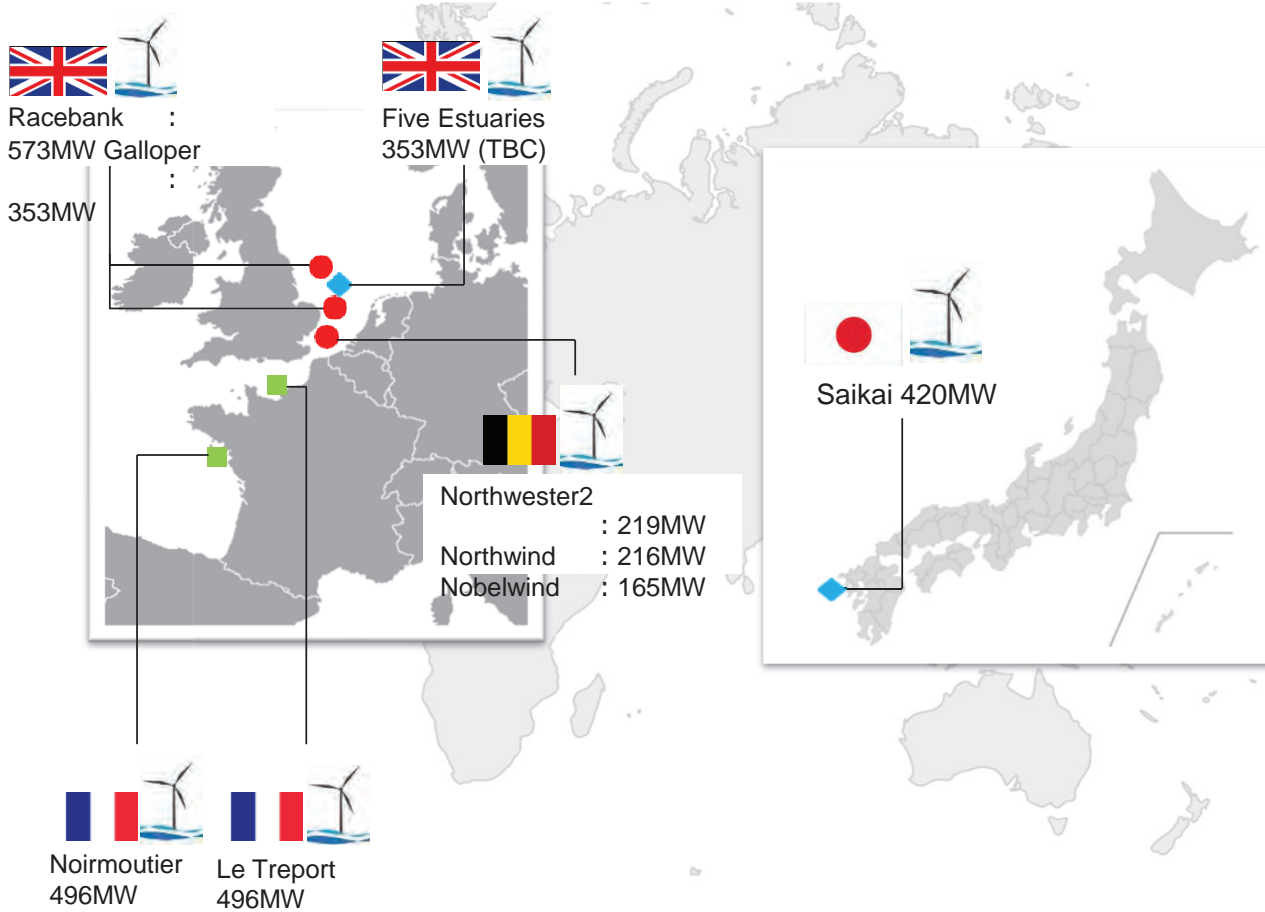 Racebank :
573MW Galloper
:
353MW
Five Estuaries
353MW (TBC)
Saikai 420MW
Northwester2
: 219MW
Northwind : 216MW
Nobelwind : 165MW
Noirmoutier
496MW
Le Treport
496MW